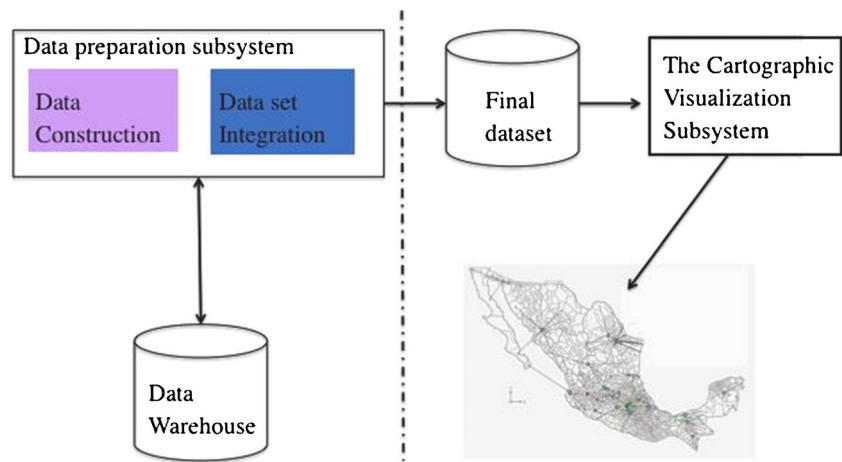 Data preparation subsystem
Data
Construction
Data set
Integration
Final
dataset
The Cartographic
Visualization
Subsystem
Data
Warehouse